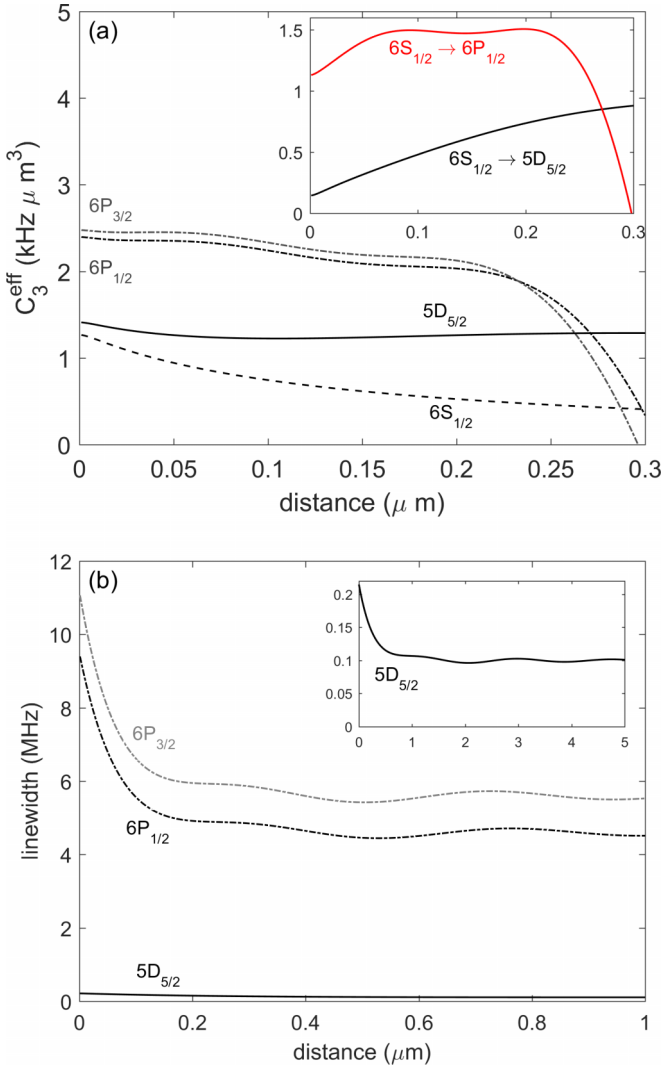 (a)
C₃ᵉᶠᶠ (kHz μ m³)
5
4
3
2
1
0
6P₃/₂
6P₁/₂
5D₅/₂
6S₁/₂
0 0.05 0.1 0.15 0.2 0.25 0.3
distance (μ m)
1.5
1
0.5
0
6S₁/₂ → 6P₁/₂
6S₁/₂ → 5D₅/₂
0 0.1 0.2 0.3
(b)
linewidth (MHz)
12
10
8
6
4
2
0
6P₃/₂
6P₁/₂
5D₅/₂
0 0.2 0.4 0.6 0.8 1
distance (μm)
0.2
0.15
0.1
0.05
0
5D₅/₂
0 1 2 3 4 5